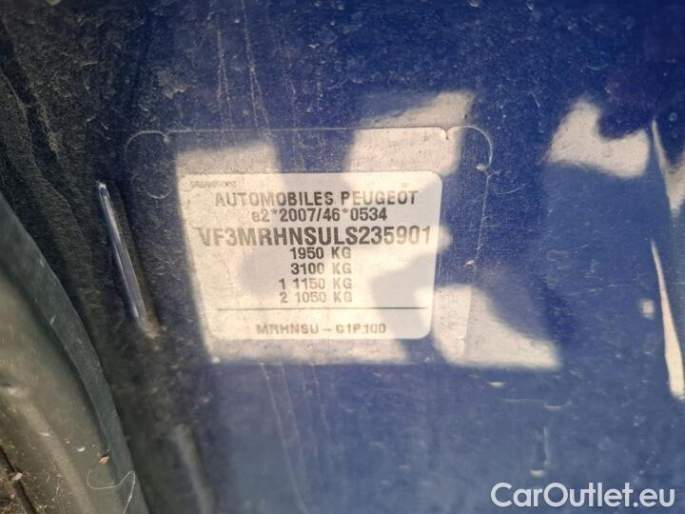 AUTOMOBILES PEUGEOT
e2*2007/46*0534
VF3MRHNSULS235901
1950 KG
3100 KG
1 1150 KG
2 1050 KG
MRHNSU - G1P10D
CarOutlet.eu